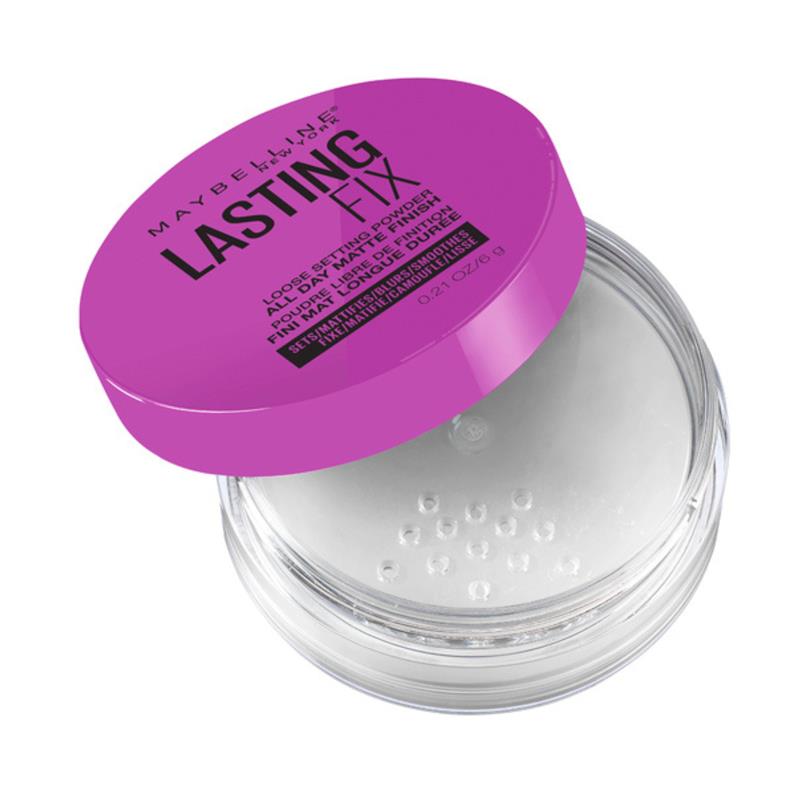 MAYBELLINE®
NEW YORK
LASTING
FIX
LOOSE SETTING POWDER
ALL DAY MATTE FINISH
POUDRE LIBRE DE FINITION
FINI MAT LONGUE DURÉE
SETS/MATTIFIES/BLURS/SMOOTHES
FIXE/MATIFIE/CAMOUFLE/LISSE
0.21 OZ/6 g